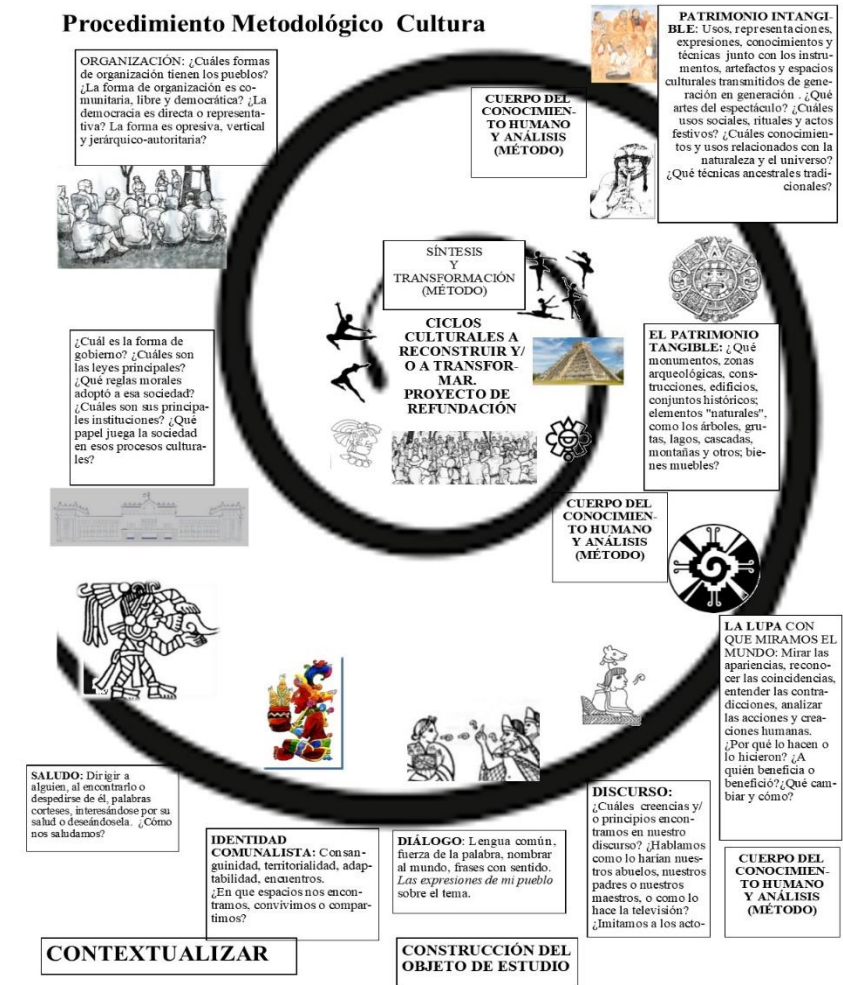 Procedimiento Metodológico  Cultura
ORGANIZACIÓN: ¿Cuáles formas
de organización tienen los pueblos?
¿La forma de organización es co-
munitaria, libre y democrática? ¿La
democracia es directa o representa-
tiva? La forma es opresiva, vertical
y jerárquico-autoritaria?
CUERPO DEL
CONOCIMIEN-
TO HUMANO
Y ANÁLISIS
(MÉTODO)
PATRIMONIO INTANGI-
BLE: Usos, representaciones,
expresiones, conocimientos y
técnicas  junto con los instru-
mentos, artefactos y espacios
culturales transmitidos de gene-
ración en generación . ¿Qué
artes del espectáculo? ¿Cuáles
usos sociales, rituales y actos
festivos? ¿Cuáles conocimien-
tos y usos relacionados con la
naturaleza y el universo?
¿Qué técnicas ancestrales tradi-
cionales?
SÍNTESIS
Y
TRANSFORMACIÓN
(MÉTODO)
CICLOS
CULTURALES A
RECONSTRUIR Y/
O A TRANSFOR-
MAR.
PROYECTO DE
REFUNDACIÓN
¿Cuál es la forma de
gobierno? ¿Cuáles son
las leyes principales?
¿Qué reglas morales
adoptó a esa sociedad?
¿Cuáles son sus principa-
les instituciones? ¿Qué
papel juega la sociedad
en esos procesos cultura-
les?
EL PATRIMONIO
TANGIBLE: ¿Qué
monumentos, zonas
arqueológicas, cons-
trucciones, edificios,
conjuntos históricos;
elementos "naturales",
como los árboles, gru-
tas, lagos, cascadas,
montañas y otros; bie-
nes muebles?
CUERPO DEL
CONOCIMIEN-
TO HUMANO
Y ANÁLISIS
(MÉTODO)
LA LUPA CON
QUE MIRAMOS EL
MUNDO: Mirar las
apariencias, recono-
cer las coincidencias,
entender las contra-
dicciones, analizar
las acciones y crea-
ciones humanas.
¿Por qué lo hacen o
lo hicieron? ¿A
quién beneficia o
benefició?¿Qué cam-
biar y cómo?
SALUDO: Dirigir a
alguien, al encontrarlo o
despedirse de él, palabras
corteses, interesándose por su
salud o deseándosela.  ¿Cómo
nos saludamos?
IDENTIDAD
COMUNALISTA: Consan-
guinidad, territorialidad, adap-
tabilidad, encuentros.
¿En que espacios nos encon-
tramos, convivimos o compar-
timos?
DIÁLOGO: Lengua común,
fuerza de la palabra, nombrar
al mundo, frases con sentido.
Las expresiones de mi pueblo
sobre el tema.
DISCURSO:
¿Cuáles  creencias y/
o principios encon-
tramos en nuestro
discurso? ¿Hablamos
como lo harían nues-
tros abuelos, nuestros
padres o nuestros
maestros, o como lo
hace la televisión?
¿Imitamos a los acto-
CUERPO DEL
CONOCIMIEN-
TO HUMANO
Y ANÁLISIS
(MÉTODO)
CONTEXTUALIZAR
CONSTRUCCIÓN DEL
OBJETO DE ESTUDIO